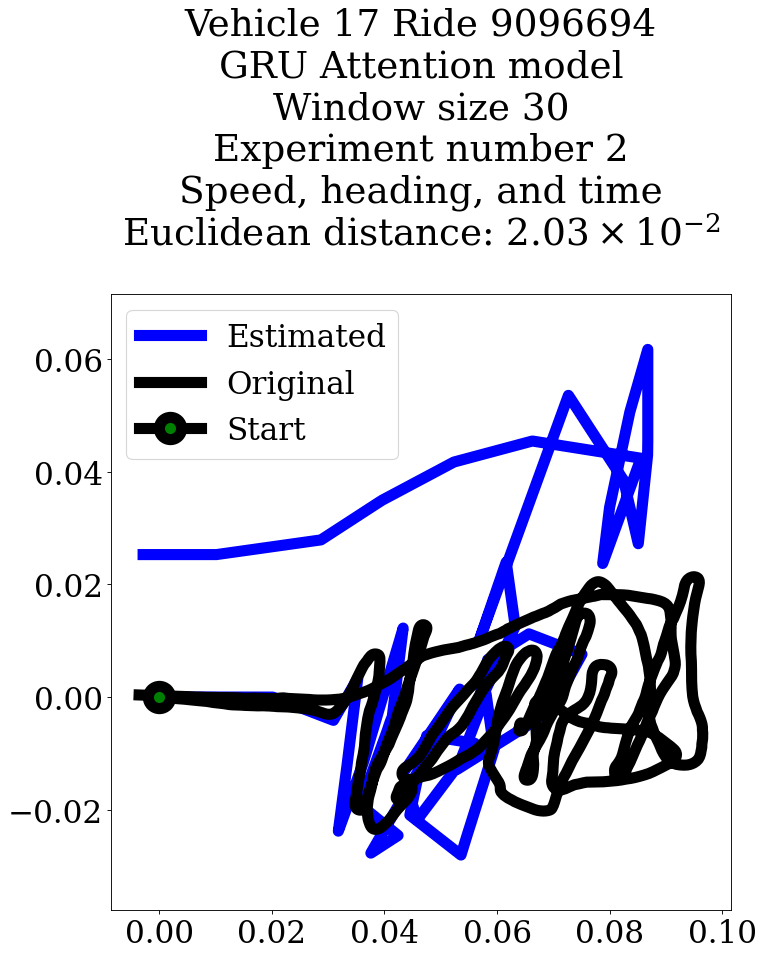 Vehicle 17 Ride 9096694
GRU Attention model
Window size 30
Experiment number 2
Speed, heading, and time
Euclidean distance: 2.03 × 10⁻²
Estimated
Original
Start
0.06
0.04
0.02
0.00
−0.02
0.00 0.02 0.04 0.06 0.08 0.10